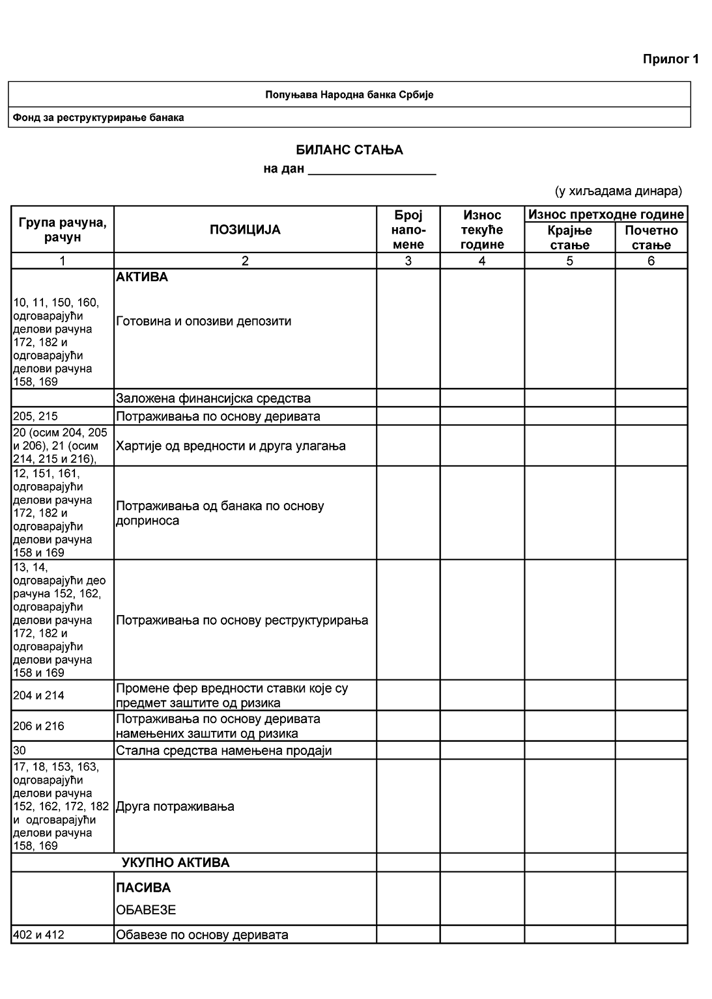 Прилог 1
Попуњава Народна банка Србије
Фонд за реструктурирање банака
БИЛАНС СТАЊА
на дан __________________
(у хиљадама динара)
Група рачуна,
рачун
ПОЗИЦИЈА
Број
напо-
мене
Износ
текуће
године
Износ претходне године
Крајње
стање
Почетно
стање
1 2 3 4 5 6
АКТИВА
10, 11, 150, 160,
одговарајући
делови рачуна
172, 182 и
одговарајући
делови рачуна
158, 169
Готовина и опозиви депозити
Заложена финансијска средства
205, 215 Потраживања по основу деривата
20 (осим 204, 205
и 206), 21 (осим
214, 215 и 216),
Хартије од вредности и друга улагања
12, 151, 161,
одговарајући
делови рачуна
172, 182 и
одговарајући
делови рачуна
158 и 169
Потраживања од банака по основу
доприноса
13, 14,
одговарајући део
рачуна 152, 162,
одговарајући
делови рачуна
172, 182 и
одговарајући
делови рачуна
158 и 169
Потраживања по основу реструктурирања
204 и 214
Промене фер вредности ставки које су
предмет заштите од ризика
206 и 216
Потраживања по основу деривата
намењених заштити од ризика
30 Стална средства намењена продаји
17, 18, 153, 163,
одговарајући
делови рачуна
152, 162, 172, 182
и одговарајући
делови рачуна
158, 169
Друга потраживања
УКУПНО АКТИВА
ПАСИВА
ОБАВЕЗЕ
402 и 412 Обавезе по основу деривата